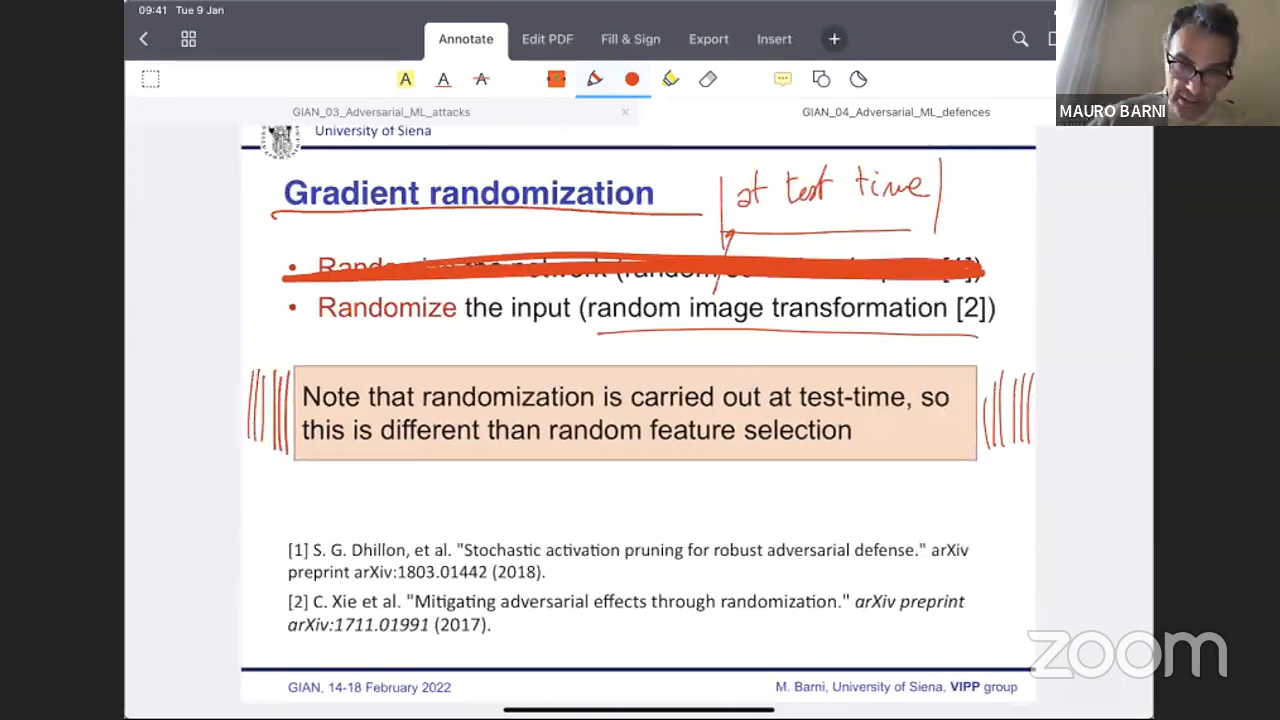 09:41 Tue 9 Jan
Annotate Edit PDF Fill & Sign Export Insert
MAURO BARNI
A A A
GIAN_03_Adversarial_ML_attacks
GIAN_04_Adversarial_ML_defences
University of Siena
Gradient randomization
at test time
• the network (random [1])
• Randomize the input (random image transformation [2])
Note that randomization is carried out at test-time, so
this is different than random feature selection
[1] S. G. Dhillon, et al. "Stochastic activation pruning for robust adversarial defense." arXiv
preprint arXiv:1803.01442 (2018).
[2] C. Xie et al. "Mitigating adversarial effects through randomization." arXiv preprint
arXiv:1711.01991 (2017).
zoom
GIAN, 14-18 February 2022
M. Barni, University of Siena, VIPP group